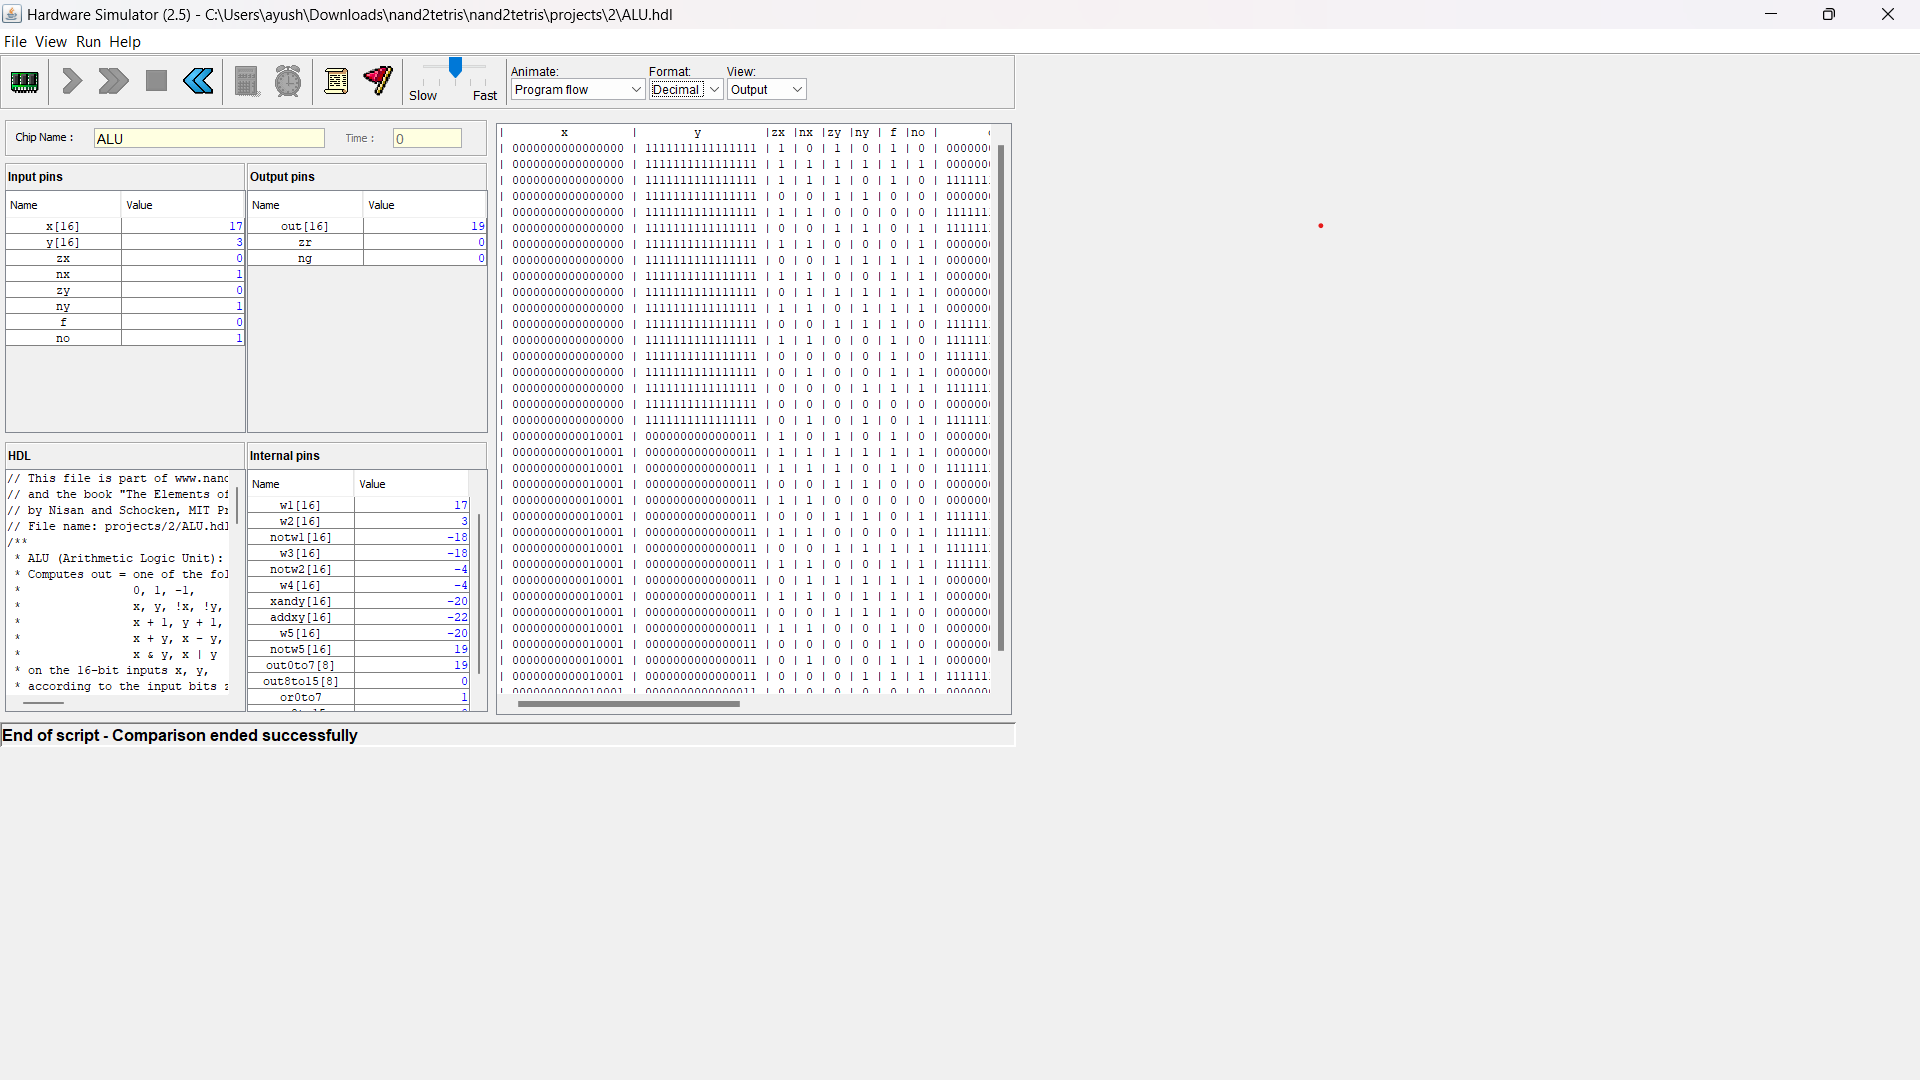 Hardware Simulator (2.5) - C:\Users\ayush\Downloads\nand2tetris\nand2tetris\projects\2\ALU.hdl
File View Run Help
Slow Fast
Animate: Format: View:
Program flow Decimal Output
Chip Name : ALU Time : 0
Input pins
Name Value
x[16] 17
y[16] 3
zx 0
nx 1
zy 0
ny 1
f 0
no 1
Output pins
Name Value
out[16] 19
zr 0
ng 0
HDL
// This file is part of www.nand
// and the book "The Elements of
// by Nisan and Schocken, MIT Pr
// File name: projects/2/ALU.hdl
/**
* ALU (Arithmetic Logic Unit):
* Computes out = one of the fol
* 0, 1, -1,
* x, y, !x, !y,
* x + 1, y + 1,
* x + y, x - y,
* x & y, x | y
* on the 16-bit inputs x, y,
* according to the input bits z
Internal pins
Name Value
w1[16] 17
w2[16] 3
notw1[16] -18
w3[16] -18
notw2[16] -4
w4[16] -4
xandy[16] -20
addxy[16] -22
w5[16] -20
notw5[16] 19
out0to7[8] 19
out8to15[8] 0
or0to7 1
| x | y |zx |nx |zy |ny | f |no |
| 0000000000000000 | 1111111111111111 | 1 | 0 | 1 | 0 | 1 | 0 | 000000
| 0000000000000000 | 1111111111111111 | 1 | 1 | 1 | 1 | 1 | 1 | 000000
| 0000000000000000 | 1111111111111111 | 1 | 1 | 1 | 0 | 1 | 0 | 111111
| 0000000000000000 | 1111111111111111 | 0 | 0 | 1 | 1 | 0 | 0 | 000000
| 0000000000000000 | 1111111111111111 | 1 | 1 | 0 | 0 | 0 | 0 | 111111
| 0000000000000000 | 1111111111111111 | 0 | 0 | 1 | 1 | 0 | 1 | 111111
| 0000000000000000 | 1111111111111111 | 1 | 1 | 0 | 0 | 0 | 1 | 000000
| 0000000000000000 | 1111111111111111 | 0 | 0 | 1 | 1 | 1 | 1 | 000000
| 0000000000000000 | 1111111111111111 | 1 | 1 | 0 | 0 | 1 | 1 | 000000
| 0000000000000000 | 1111111111111111 | 0 | 1 | 1 | 1 | 1 | 1 | 000000
| 0000000000000000 | 1111111111111111 | 1 | 1 | 0 | 1 | 1 | 1 | 000000
| 0000000000000000 | 1111111111111111 | 0 | 0 | 1 | 1 | 1 | 0 | 111111
| 0000000000000000 | 1111111111111111 | 1 | 1 | 0 | 0 | 1 | 0 | 111111
| 0000000000000000 | 1111111111111111 | 0 | 0 | 0 | 0 | 1 | 0 | 111111
| 0000000000000000 | 1111111111111111 | 0 | 1 | 0 | 0 | 1 | 1 | 000000
| 0000000000000000 | 1111111111111111 | 0 | 0 | 0 | 1 | 1 | 1 | 111111
| 0000000000000000 | 1111111111111111 | 0 | 0 | 0 | 0 | 0 | 0 | 000000
| 0000000000000000 | 1111111111111111 | 0 | 1 | 0 | 1 | 0 | 1 | 111111
| 0000000000010001 | 0000000000000011 | 1 | 0 | 1 | 0 | 1 | 0 | 000000
| 0000000000010001 | 0000000000000011 | 1 | 1 | 1 | 1 | 1 | 1 | 000000
| 0000000000010001 | 0000000000000011 | 1 | 1 | 1 | 0 | 1 | 0 | 111111
| 0000000000010001 | 0000000000000011 | 0 | 0 | 1 | 1 | 0 | 0 | 000000
| 0000000000010001 | 0000000000000011 | 1 | 1 | 0 | 0 | 0 | 0 | 000000
| 0000000000010001 | 0000000000000011 | 0 | 0 | 1 | 1 | 0 | 1 | 111111
| 0000000000010001 | 0000000000000011 | 1 | 1 | 0 | 0 | 0 | 1 | 111111
| 0000000000010001 | 0000000000000011 | 0 | 0 | 1 | 1 | 1 | 1 | 111111
| 0000000000010001 | 0000000000000011 | 1 | 1 | 0 | 0 | 1 | 1 | 111111
| 0000000000010001 | 0000000000000011 | 0 | 1 | 1 | 1 | 1 | 1 | 000000
| 0000000000010001 | 0000000000000011 | 1 | 1 | 0 | 1 | 1 | 1 | 000000
| 0000000000010001 | 0000000000000011 | 0 | 0 | 1 | 1 | 1 | 0 | 000000
| 0000000000010001 | 0000000000000011 | 1 | 1 | 0 | 0 | 1 | 0 | 000000
| 0000000000010001 | 0000000000000011 | 0 | 0 | 0 | 0 | 1 | 0 | 000000
| 0000000000010001 | 0000000000000011 | 0 | 1 | 0 | 0 | 1 | 1 | 000000
| 0000000000010001 | 0000000000000011 | 0 | 0 | 0 | 1 | 1 | 1 | 111111
| 0000000000010001 | 0000000000000011 | 0 | 0 | 0 | 0 | 0 | 0 | 000000
End of script - Comparison ended successfully